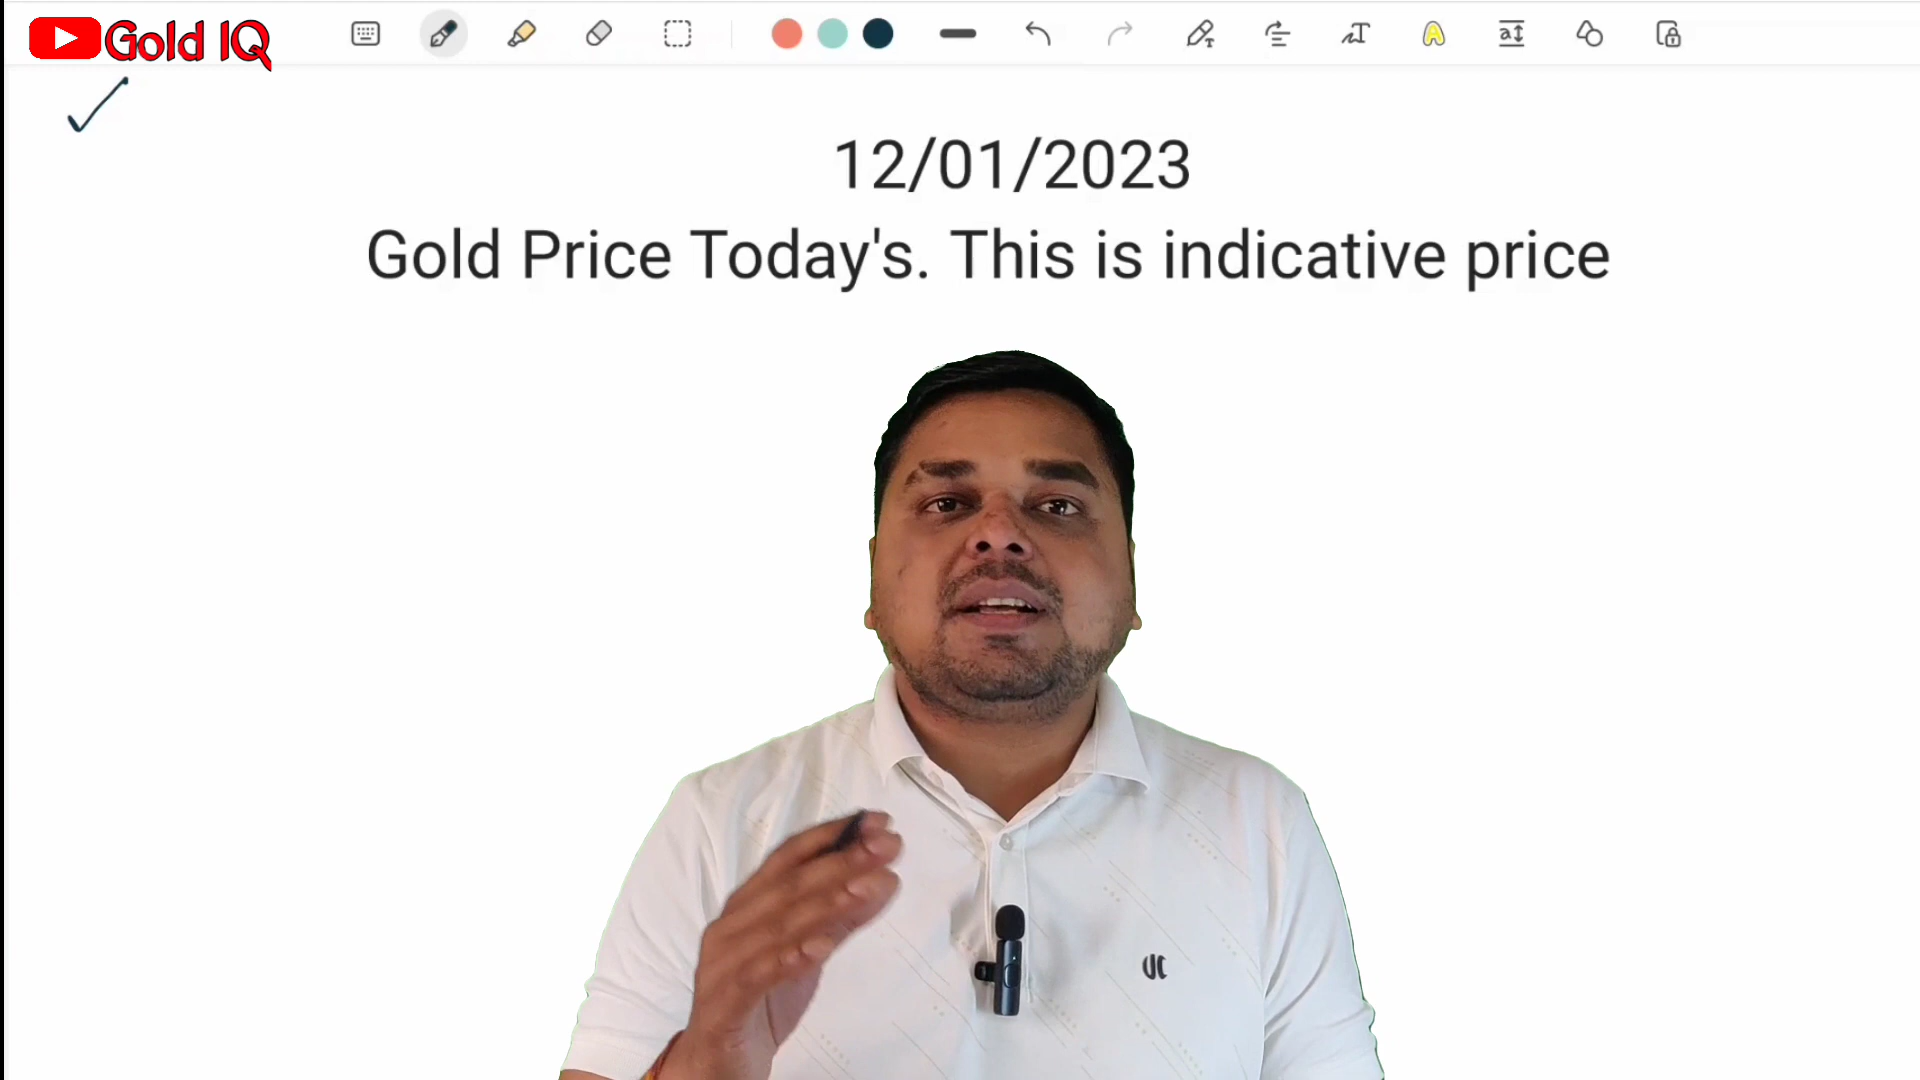 Gold IQ
12/01/2023
Gold Price Today's. This is indicative price